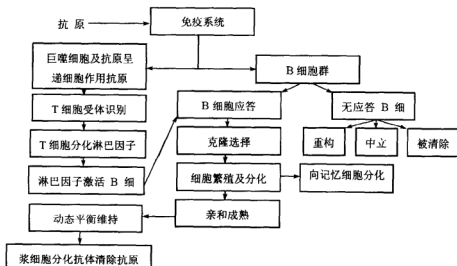 抗 原
免疫系统
巨噬细胞及抗原呈
递细胞作用抗原
B细胞群
T细胞受体识别
B细胞应答
无应答 B 细
T细胞分化淋巴因子
克隆选择
重构
中立
被清除
淋巴因子激活 B 细
细胞繁殖及分化
向记忆细胞分化
动态平衡维持
亲和成熟
浆细胞分化抗体清除抗原